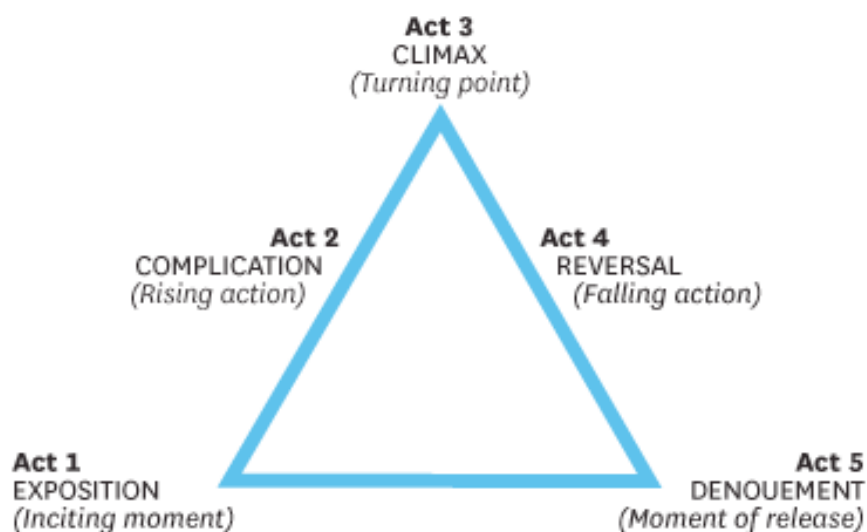 Act 3
CLIMAX
(Turning point)
Act 2
COMPLICATION
(Rising action)
Act 4
REVERSAL
(Falling action)
Act 1
EXPOSITION
(Inciting moment)
Act 5
DENOUEMENT
(Moment of release)